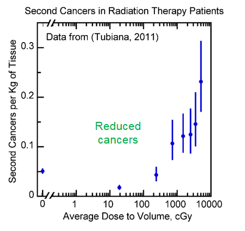 Second Cancers in Radiation Therapy Patients
Data from (Tubiana, 2011)
Reduced
cancers
Second Cancers per Kg of Tissue
0.3
0.2
0.1
0
0 1 10 100 1000 10000
Average Dose to Volume, cGy